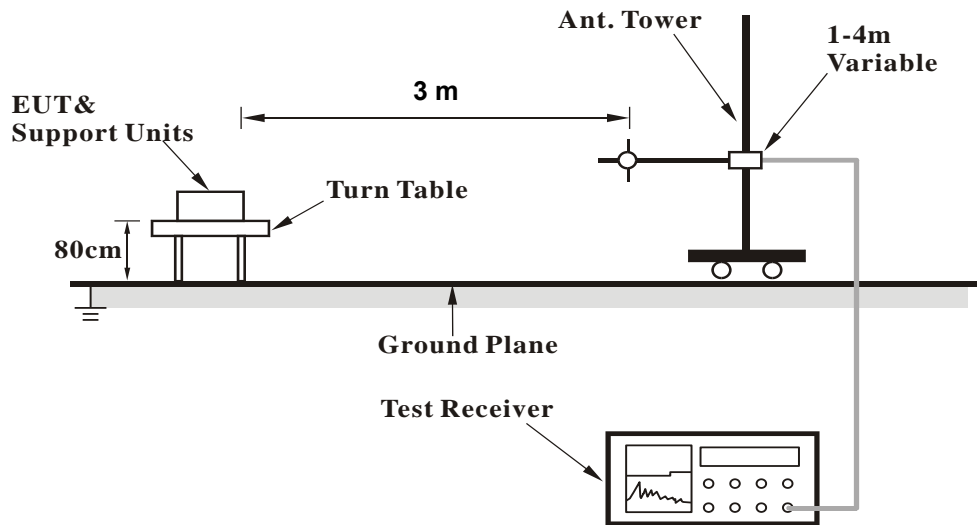 Ant. Tower
1-4m
Variable
3 m
EUT&
Support Units
Turn Table
80cm
Ground Plane
Test Receiver